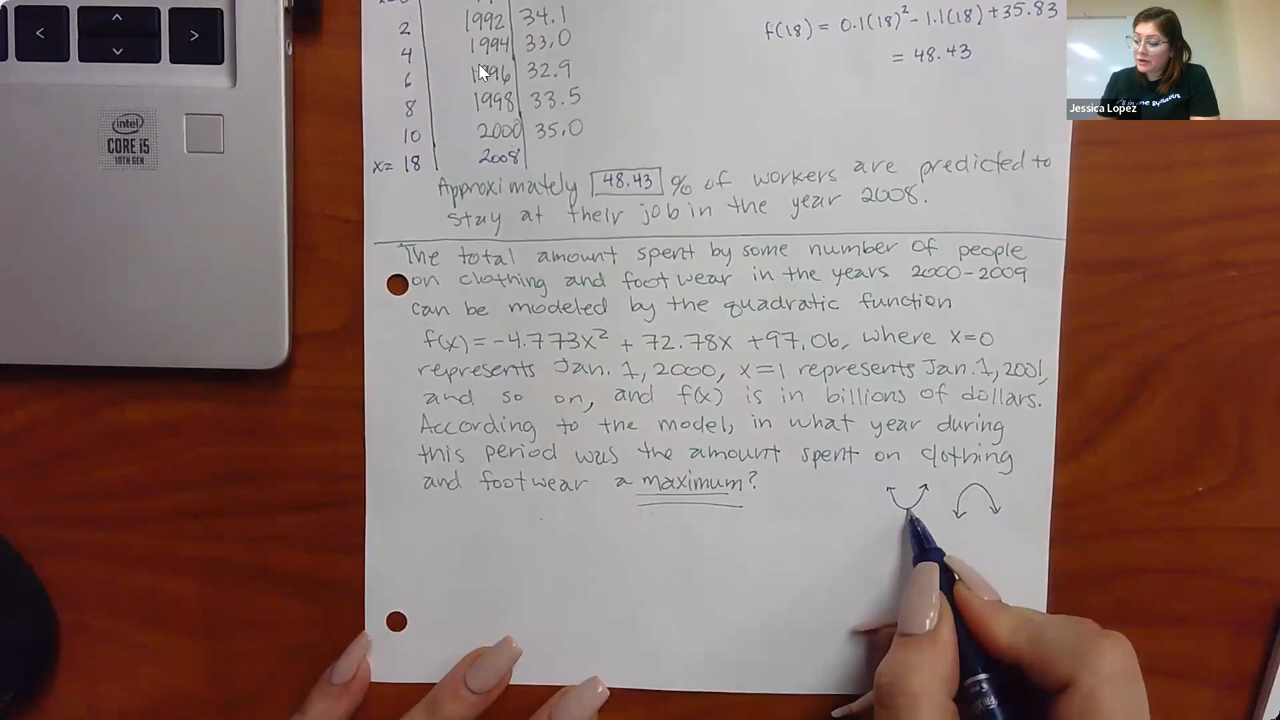 f(18) = 0.1(18)² - 1.1(18) + 35.83
= 48.43
2 1992 34.1
4 1994 33.0
6 1996 32.9
8 1998 33.5
10 2000 35.0
x= 18 2008
Approximately 48.43 % of workers are predicted to
stay at their job in the year 2008.
The total amount spent by some number of people
on clothing and footwear in the years 2000-2009
can be modeled by the quadratic function
f(x) = -4.773x² + 72.78x + 97.06, where x=0
represents Jan. 1, 2000, x=1 represents Jan. 1, 2001,
and so on, and f(x) is in billions of dollars.
According to the model, in what year during
this period was the amount spent on clothing
and footwear a maximum?
intel
CORE i5
10TH GEN
Jessica Lopez